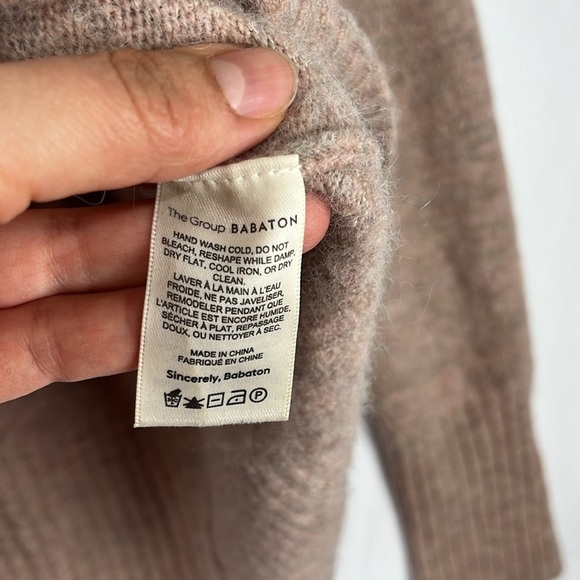 The Group BABATON
HAND WASH COLD, DO NOT
BLEACH, RESHAPE WHILE DAMP,
DRY FLAT, COOL IRON, OR DRY
CLEAN.
LAVER À LA MAIN À L'EAU
FROIDE, NE PAS JAVELISER,
REMODELER PENDANT QUE
L'ARTICLE EST ENCORE HUMIDE,
SÉCHER À PLAT, REPASSAGE
DOUX, OU NETTOYER À SEC.
MADE IN CHINA
FABRIQUÉ EN CHINE
Sincerely, Babaton